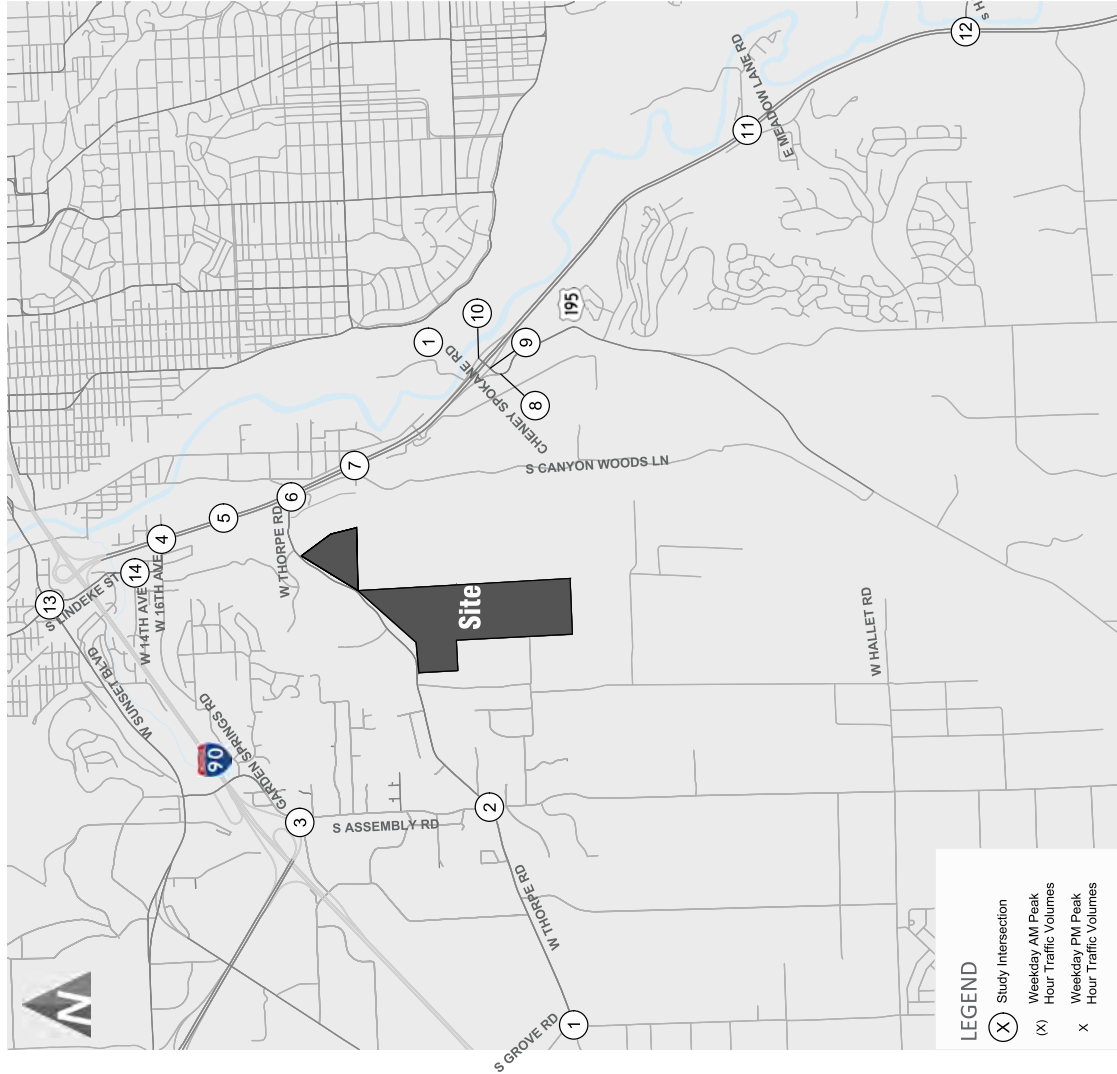 N
13
S LINDEKE ST
14
W 14TH AVE
W 16TH AVE
4
5
W SUNSET BLVD
90
GARDEN SPRINGS RD
3
S ASSEMBLY RD
2
W THORPE RD
6
7
W THORPE RD
1
S GROVE RD
Site
1
10
9
8
CHENEY SPOKANE RD
195
S CANYON WOODS LN
W HALLET RD
11
E MEADOW LANE RD
12
S H
LEGEND
X Study Intersection
(X) Weekday AM Peak
Hour Traffic Volumes
X Weekday PM Peak
Hour Traffic Volumes